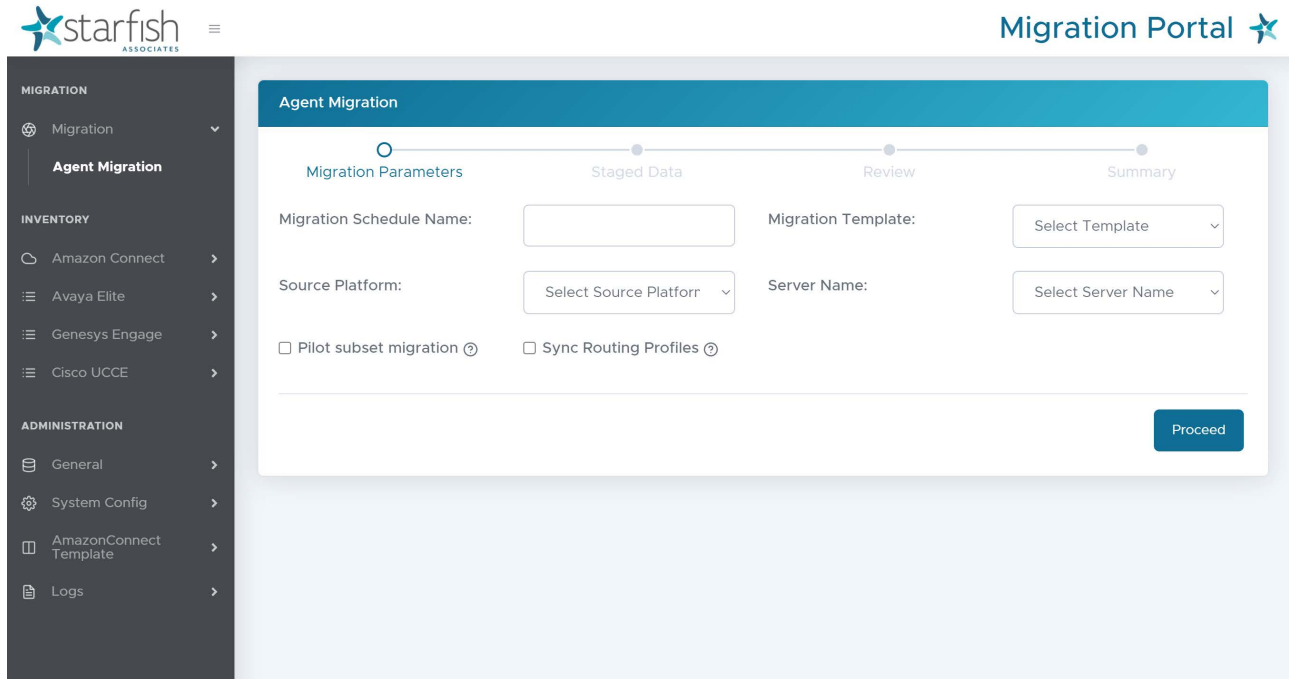 starfish
ASSOCIATES
Migration Portal
MIGRATION
Migration
Agent Migration
INVENTORY
Amazon Connect
Avaya Elite
Genesys Engage
Cisco UCCE
ADMINISTRATION
General
System Config
AmazonConnect
Template
Logs
Agent Migration
Migration Parameters
Staged Data
Review
Summary
Migration Schedule Name:
Migration Template:
Select Template
Source Platform:
Select Source Platforr
Server Name:
Select Server Name
Pilot subset migration ?
Sync Routing Profiles ?
Proceed